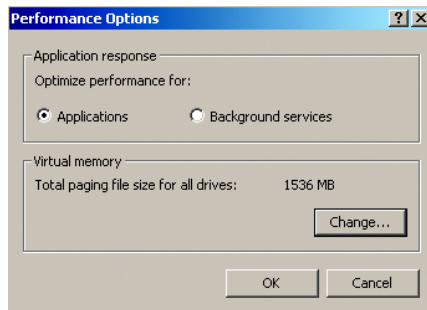 Performance Options
Application response
Optimize performance for:
Applications Background services
Virtual memory
Total paging file size for all drives: 1536 MB
Change...
OK Cancel